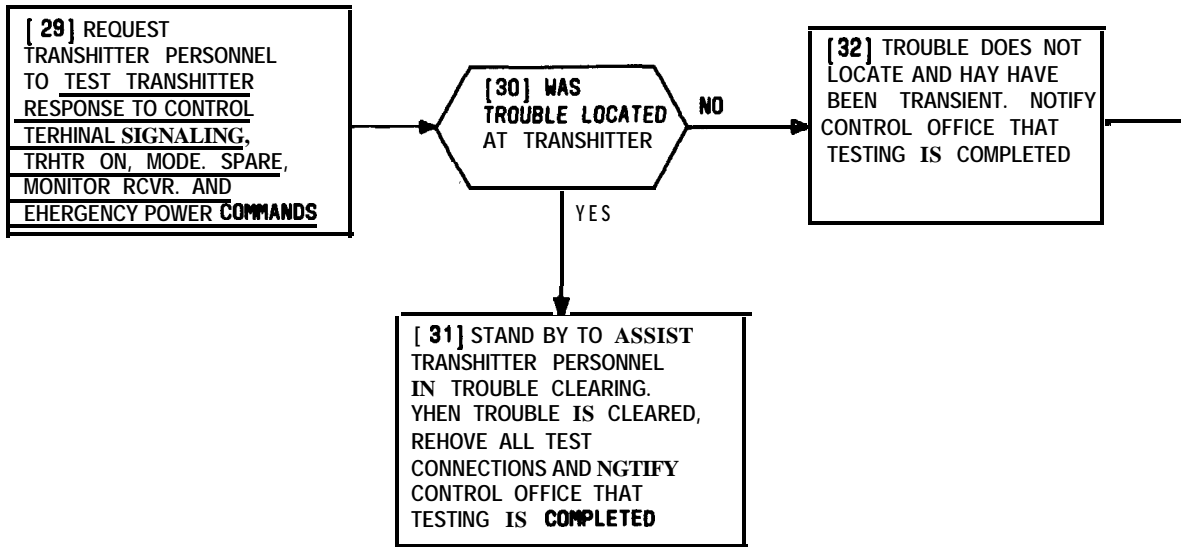 [29] REQUEST
TRANSHITTER PERSONNEL
TO TEST TRANSHITTER
RESPONSE TO CONTROL
TERHINAL SIGNALING,
TRHTR ON, MODE. SPARE,
MONITOR RCVR. AND
EHERGENCY POWER COMMANDS
[30] WAS
TROUBLE LOCATED
AT TRANSHITTER
NO
YES
[32] TROUBLE DOES NOT
LOCATE AND HAY HAVE
BEEN TRANSIENT. NOTIFY
CONTROL OFFICE THAT
TESTING IS COMPLETED
[31] STAND BY TO ASSIST
TRANSHITTER PERSONNEL
IN TROUBLE CLEARING.
YHEN TROUBLE IS CLEARED,
REHOVE ALL TEST
CONNECTIONS AND NGTIFY
CONTROL OFFICE THAT
TESTING IS COMPLETED